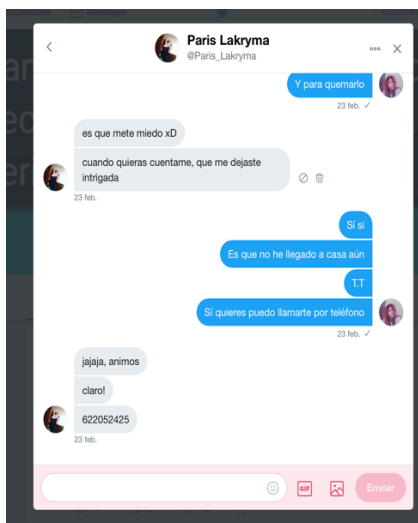 Mensajes
Paris Lakryma
@Paris_Lakryma
Y para quemarlo
23 feb.
es que mete miedo xD
cuando quieras cuentame, que me dejaste
intrigada
23 feb.
Sí si
Es que no he llegado a casa aún
T.T
Sí quieres puedo llamarte por teléfono
23 feb.
jajaja, animos
claro!
622052425
23 feb.
GIF
Enviar